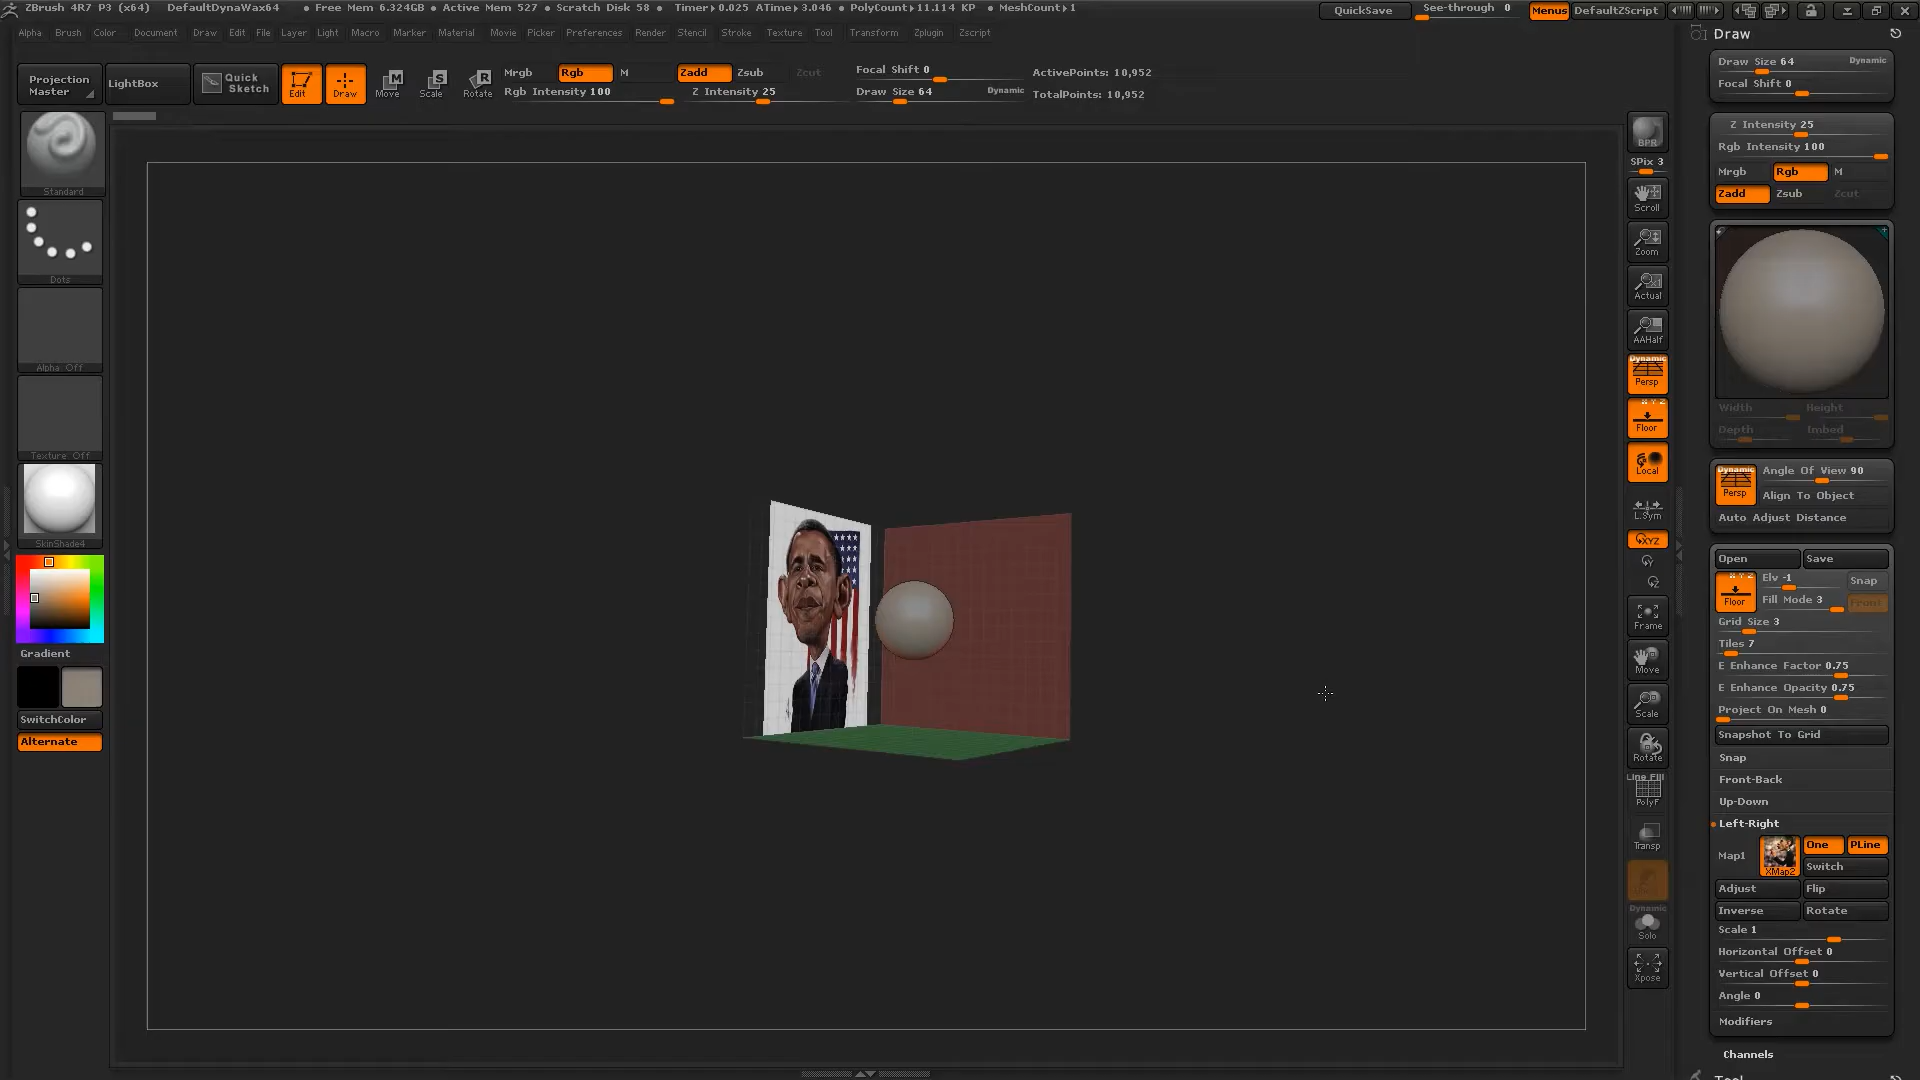 ZBrush 4R7 P3 (x64) DefaultDynaWax64 • Free Mem 6.324GB • Active Mem 527 • Scratch Disk 58 • Timer▸0.025 ATime▸3.046 • PolyCount▸11.114 KP • MeshCount▸1 QuickSave See-through 0 Menus DefaultZScript
Alpha Brush Color Document Draw Edit File Layer Light Macro Marker Material Movie Picker Preferences Render Stencil Stroke Texture Tool Transform Zplugin Zscript
Projection Master
LightBox
Quick Sketch
Edit
Draw
M Move
S Scale
R Rotate
Mrgb Rgb M Zadd Zsub Zcut
Rgb Intensity 100 Z Intensity 25
Focal Shift 0
Draw Size 64 Dynamic
ActivePoints: 10,952
TotalPoints: 10,952
Standard
Dots
Alpha Off
Texture Off
SkinShade4
Gradient
SwitchColor
Alternate
BPR
SPix 3
Scroll
Zoom
Actual
AAHalf
Dynamic
Persp
X Y Z
Floor
Local
L.Sym
XYZ
Y
Z
Frame
Move
Scale
Rotate
Line Fill
PolyF
Transp
Dynamic
Solo
Xpose
Draw
Draw Size 64 Dynamic
Focal Shift 0
Z Intensity 25
Rgb Intensity 100
Mrgb Rgb M
Zadd Zsub Zcut
Width Height
Depth Imbed
Dynamic
Persp
Angle Of View 90
Align To Object
Auto Adjust Distance
Open Save
X Y Z
Floor
Elv -1 Snap
Fill Mode 3 Front
Grid Size 3
Tiles 7
E Enhance Factor 0.75
E Enhance Opacity 0.75
Project On Mesh 0
Snapshot To Grid
Snap
Front-Back
Up-Down
Left-Right
Map1 XMap2 One PLine
Switch
Adjust Flip
Inverse Rotate
Scale 1
Horizontal Offset 0
Vertical Offset 0
Angle 0
Modifiers
Channels